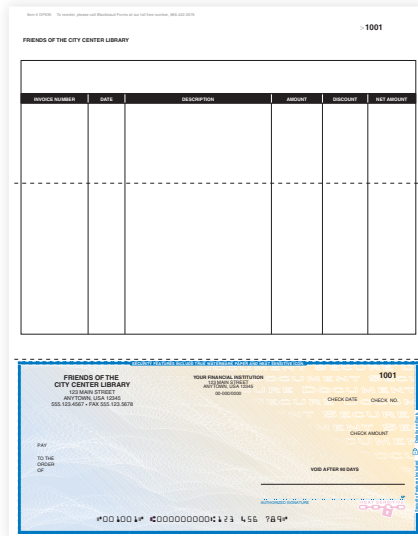 >1001
FRIENDS OF THE CITY CENTER LIBRARY
INVOICE NUMBER DATE DESCRIPTION AMOUNT DISCOUNT NET AMOUNT
FRIENDS OF THE
CITY CENTER LIBRARY
123 MAIN STREET
ANYTOWN, USA 12345
555.123.4567 • FAX 555.123.5678
YOUR FINANCIAL INSTITUTION
123 MAIN STREET
ANYTOWN, USA 12345
00-000/0000
1001
CHECK DATE CHECK NO.
CHECK AMOUNT
PAY
TO THE
ORDER
OF
VOID AFTER 90 DAYS
AUTHORIZED SIGNATURE
⑈001001⑈ ⑆000000000⑆123 456 789⑈